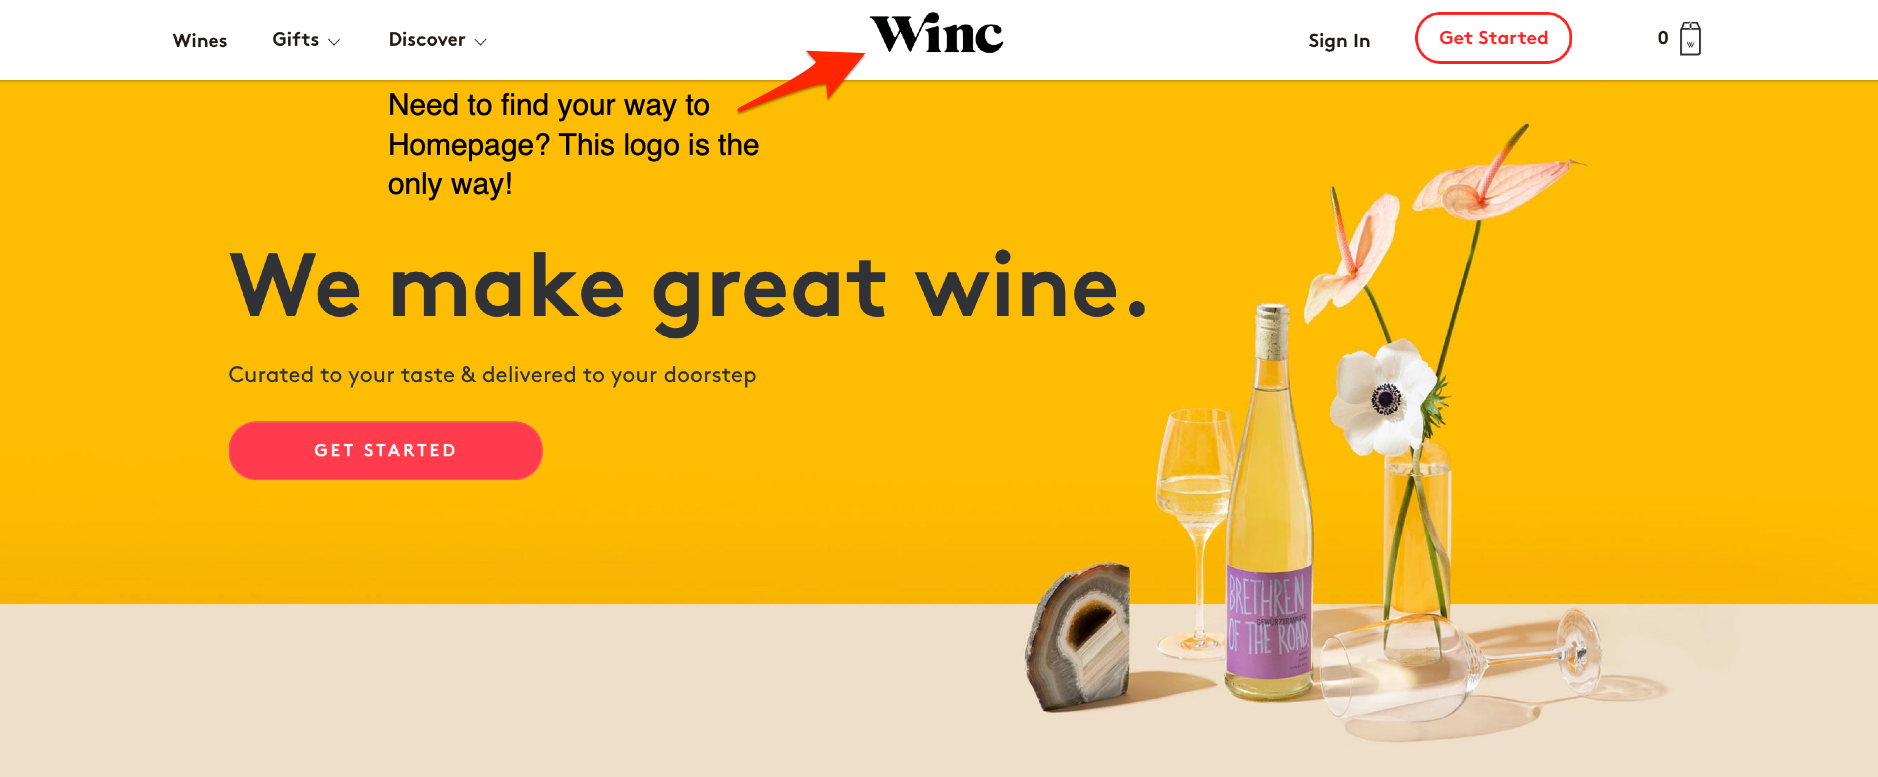 Wines Gifts Discover Winc Sign In Get Started 0
Need to find your way to
Homepage? This logo is the
only way!
We make great wine.
Curated to your taste & delivered to your doorstep
GET STARTED
BRETHREN
GEWÜRZTRAMINER
OF THE ROAD